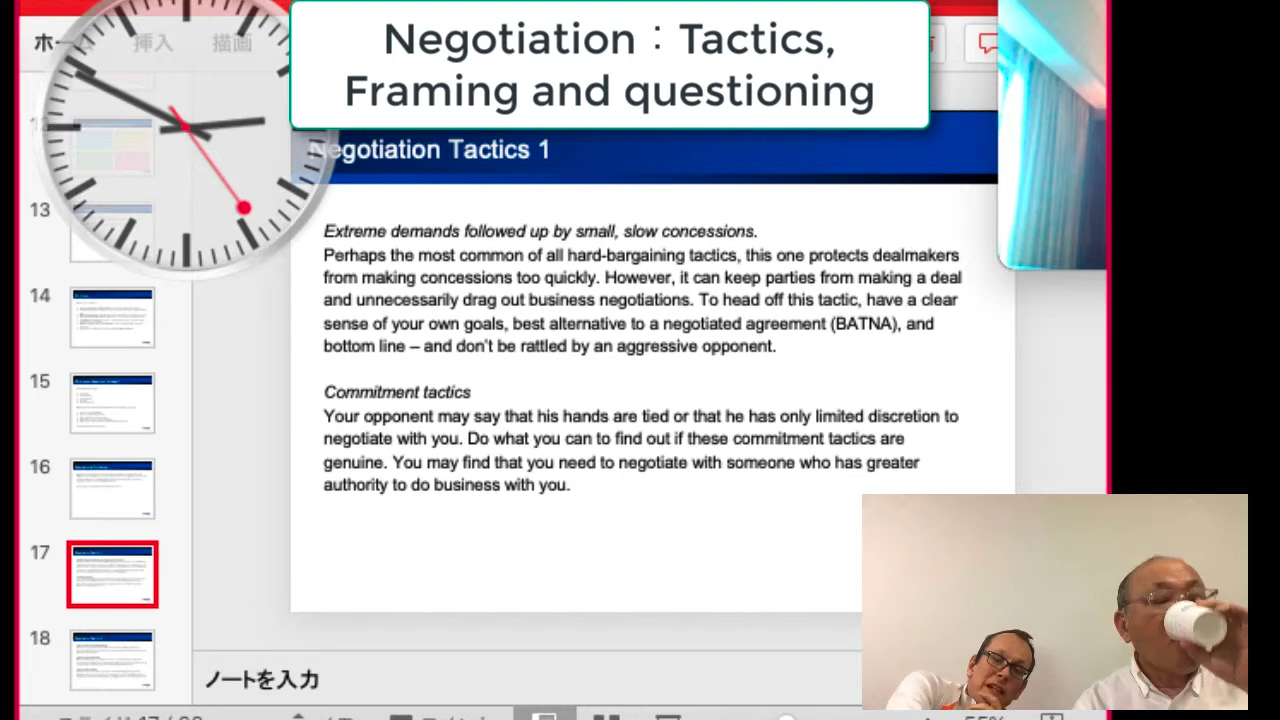 Negotiation：Tactics,
Framing and questioning
挿入
描画
Negotiation Tactics 1
13
14
15
16
17
18
Extreme demands followed up by small, slow concessions.
Perhaps the most common of all hard-bargaining tactics, this one protects dealmakers
from making concessions too quickly. However, it can keep parties from making a deal
and unnecessarily drag out business negotiations. To head off this tactic, have a clear
sense of your own goals, best alternative to a negotiated agreement (BATNA), and
bottom line – and don't be rattled by an aggressive opponent.
Commitment tactics
Your opponent may say that his hands are tied or that he has only limited discretion to
negotiate with you. Do what you can to find out if these commitment tactics are
genuine. You may find that you need to negotiate with someone who has greater
authority to do business with you.
ノートを入力
55%